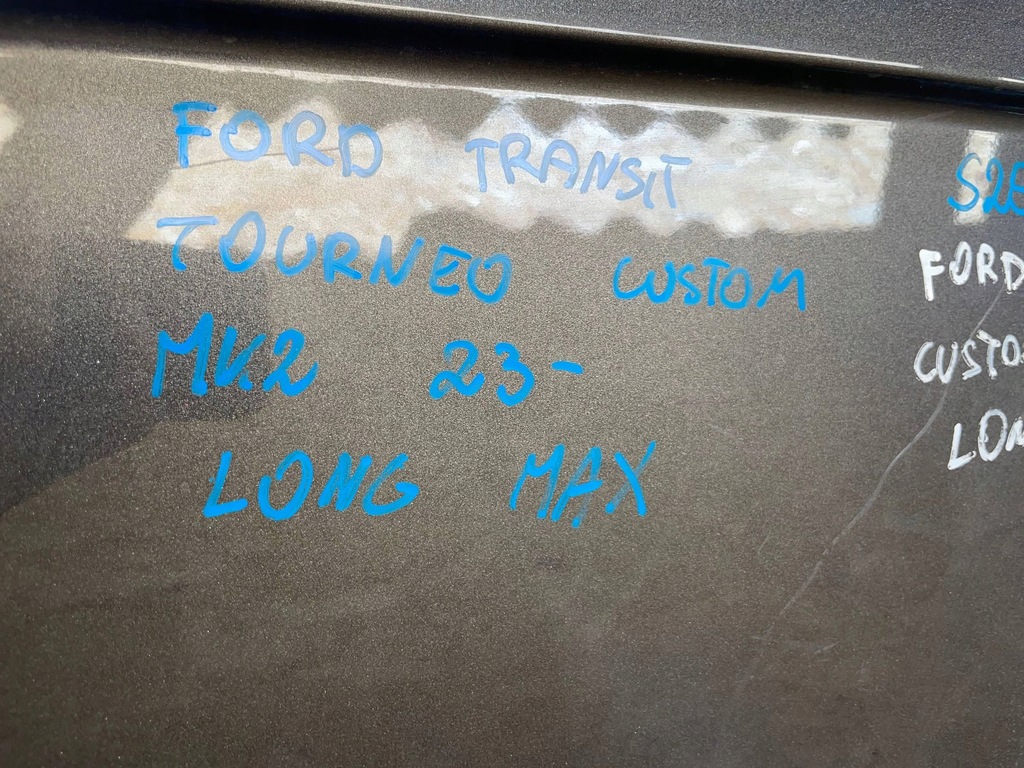 FORD TRANSIT
TOURNEO CUSTOM
MK2 23-
LONG MAX
FORD